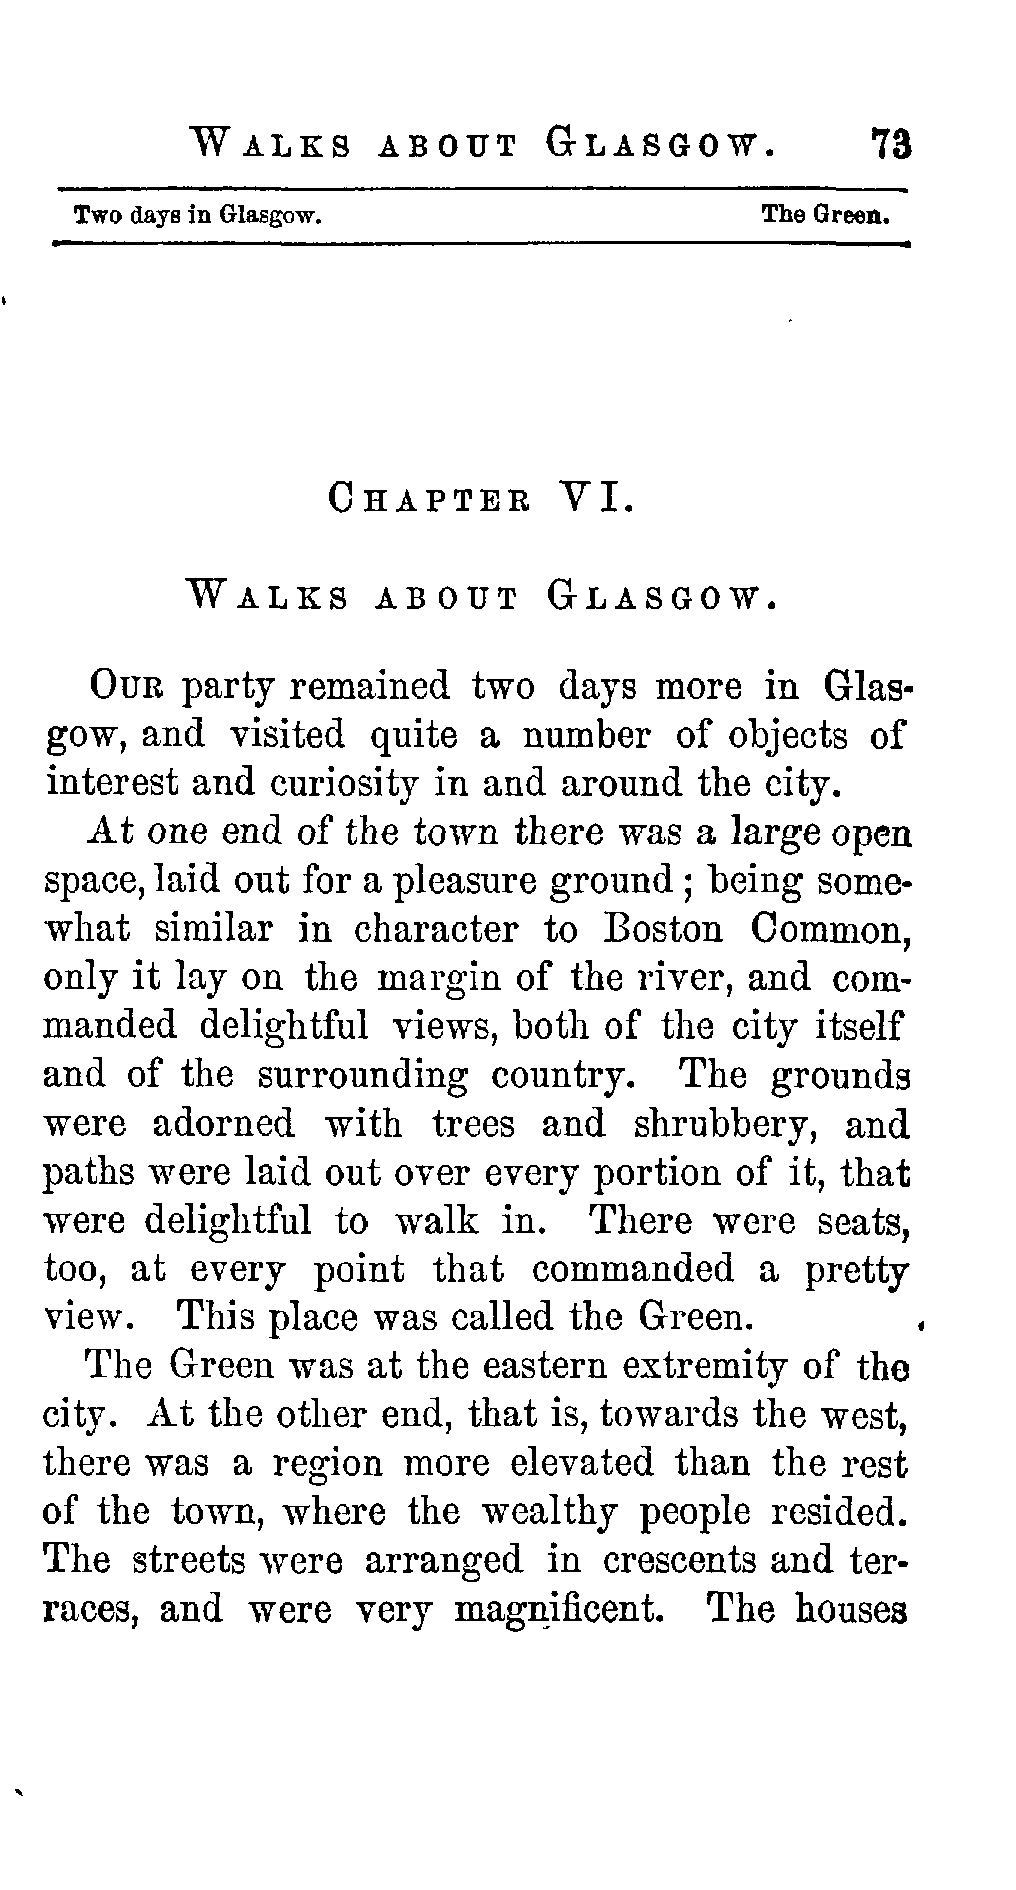 WALKS ABOUT GLASGOW. 73
Two days in Glasgow. The Green.
CHAPTER VI.
WALKS ABOUT GLASGOW.
OUR party remained two days more in Glas-
gow, and visited quite a number of objects of
interest and curiosity in and around the city.
At one end of the town there was a large open
space, laid out for a pleasure ground; being some-
what similar in character to Boston Common,
only it lay on the margin of the river, and com-
manded delightful views, both of the city itself
and of the surrounding country. The grounds
were adorned with trees and shrubbery, and
paths were laid out over every portion of it, that
were delightful to walk in. There were seats,
too, at every point that commanded a pretty
view. This place was called the Green.
The Green was at the eastern extremity of the
city. At the other end, that is, towards the west,
there was a region more elevated than the rest
of the town, where the wealthy people resided.
The streets were arranged in crescents and ter-
races, and were very magnificent. The houses